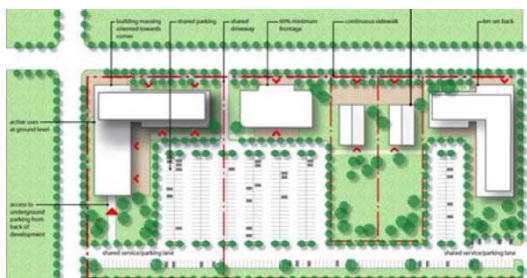 building massing
oriented towards
corner
shared parking
shared
driveway
60% minimum
frontage
continuous sidewalk
6m set back
active uses
at ground level
access to
underground
parking from
back of
development
shared service/parking lane
shared service/parking lane